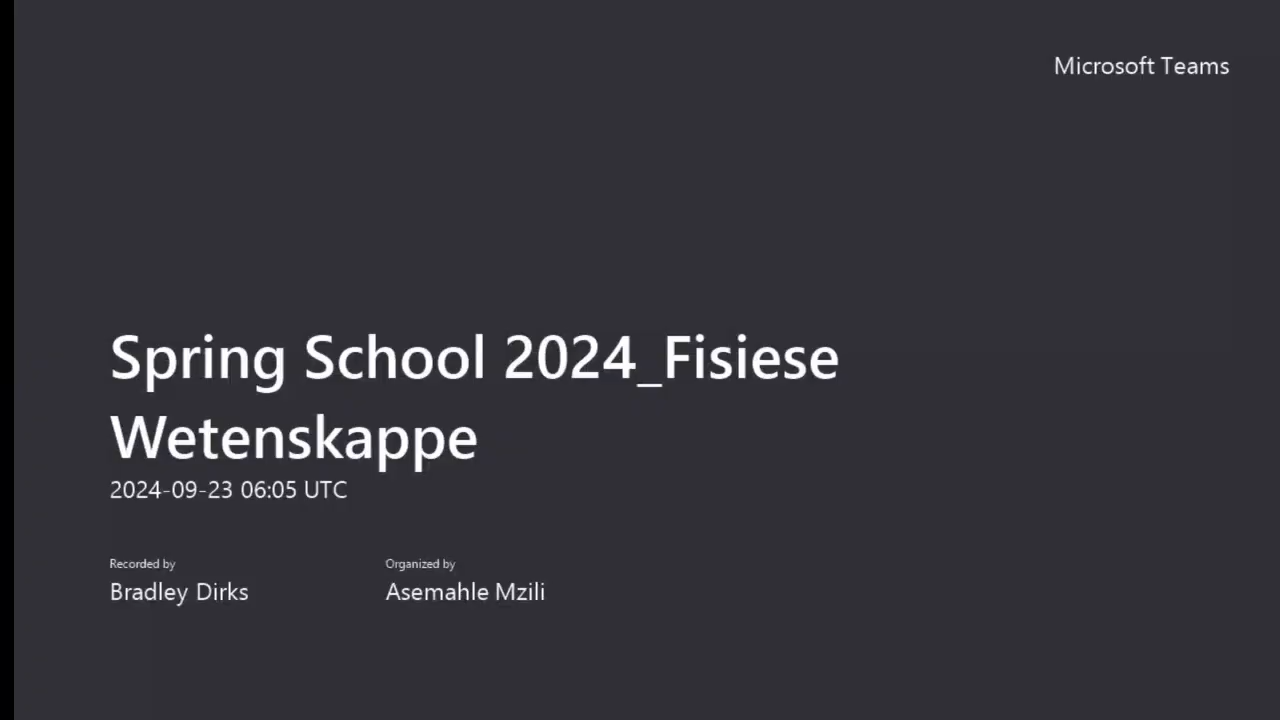 Microsoft Teams
Spring School 2024_Fisiese
Wetenskappe
2024-09-23 06:05 UTC
Recorded by
Bradley Dirks
Organized by
Asemahle Mzili